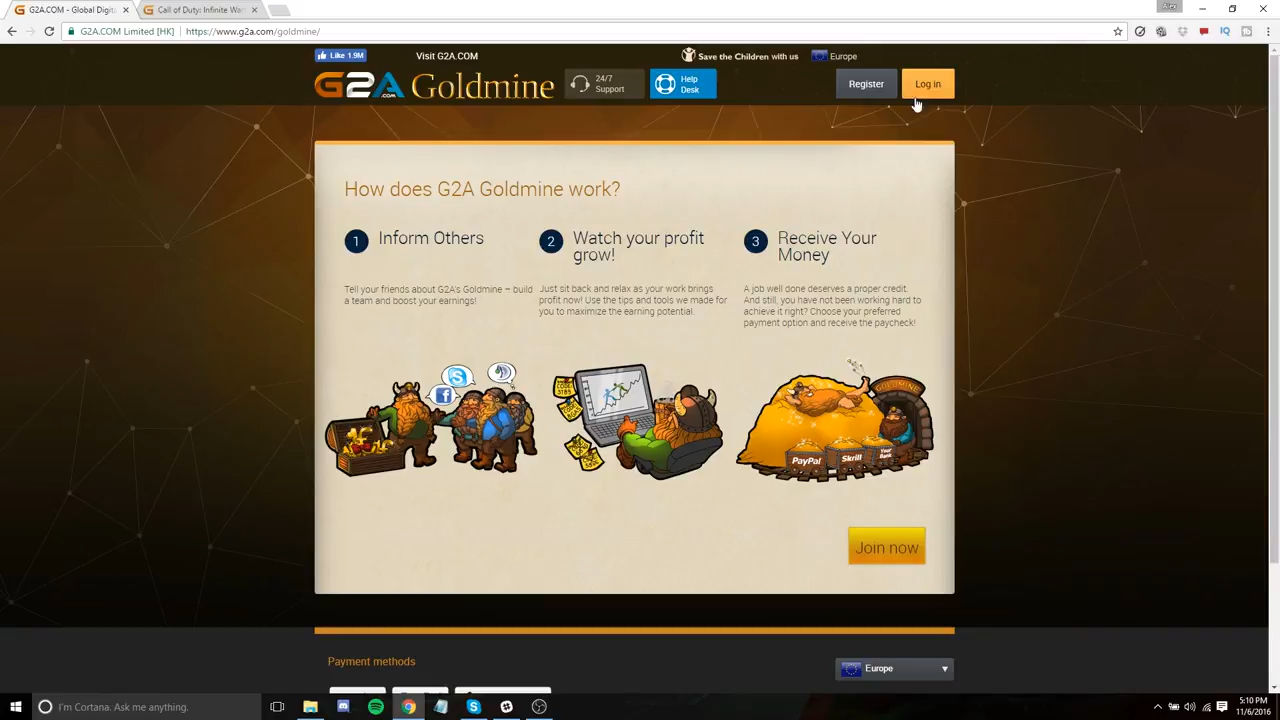 Alex
G2A.COM - Global Digita
Call of Duty: Infinite War
G2A.COM Limited [HK]
https://www.g2a.com/goldmine/
Like 1.9M
Visit G2A.COM
Save the Children with us
Europe
G2A.COM Goldmine
24/7
Support
Help
Desk
Register
Log in
How does G2A Goldmine work?
1 Inform Others
Tell your friends about G2A's Goldmine – build
a team and boost your earnings!
2 Watch your profit
grow!
Just sit back and relax as your work brings
profit now! Use the tips and tools we made for
you to maximize the earning potential.
3 Receive Your
Money
A job well done deserves a proper credit.
And still, you have not been working hard to
achieve it right? Choose your preferred
payment option and receive the paycheck!
GOLDMINE
PayPal
Skrill
Your
Bank
Join now
Payment methods
Europe
I'm Cortana. Ask me anything.
5:10 PM
11/6/2016